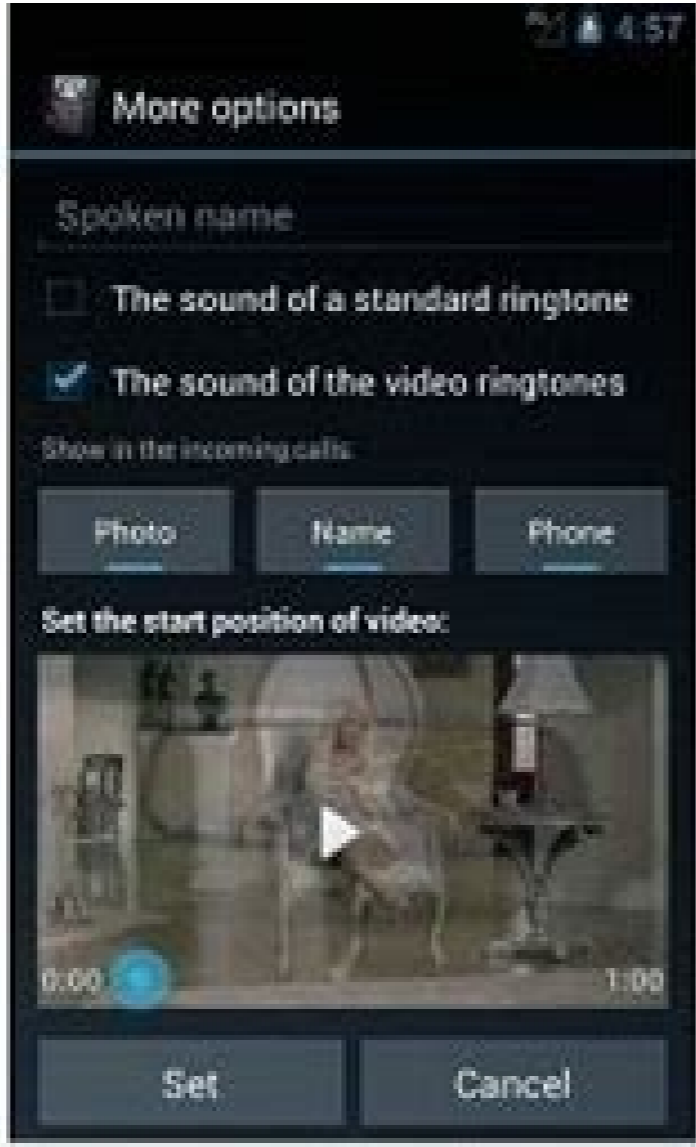 4:57
More options
Spoken name
The sound of a standard ringtone
The sound of the video ringtones
Show in the incoming calls:
Photo Name Phone
Set the start position of video:
0:00 1:00
Set Cancel